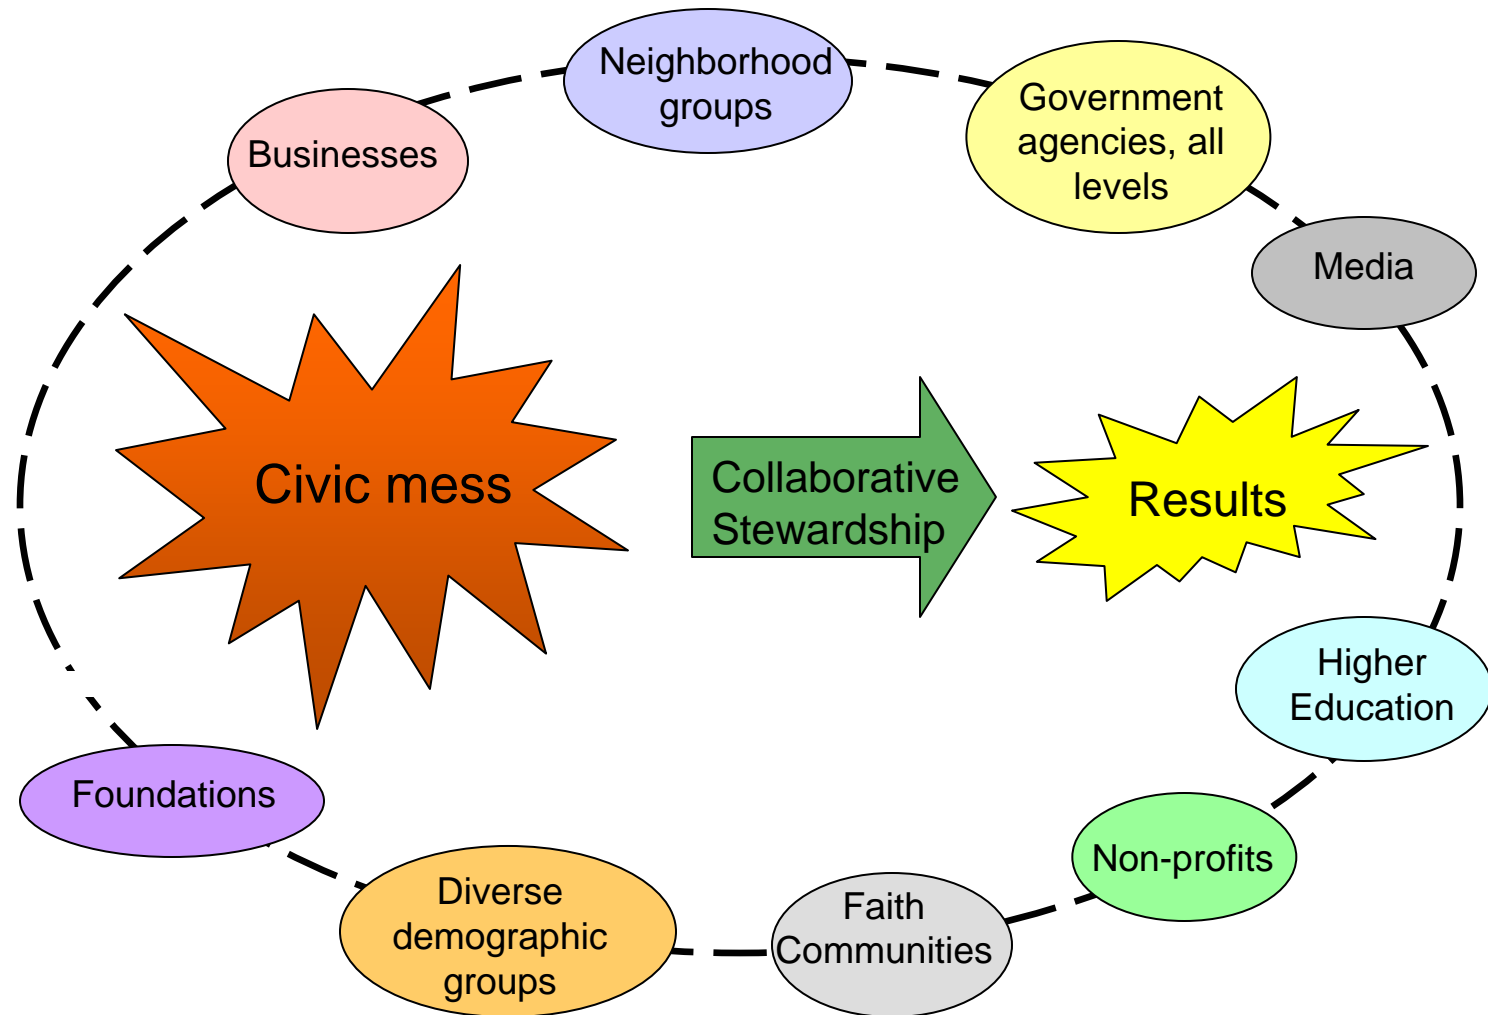 Neighborhood
groups
Government
agencies, all
levels
Businesses
Media
Civic mess
Collaborative
Stewardship
Results
Higher
Education
Foundations
Non-profits
Diverse
demographic
groups
Faith
Communities